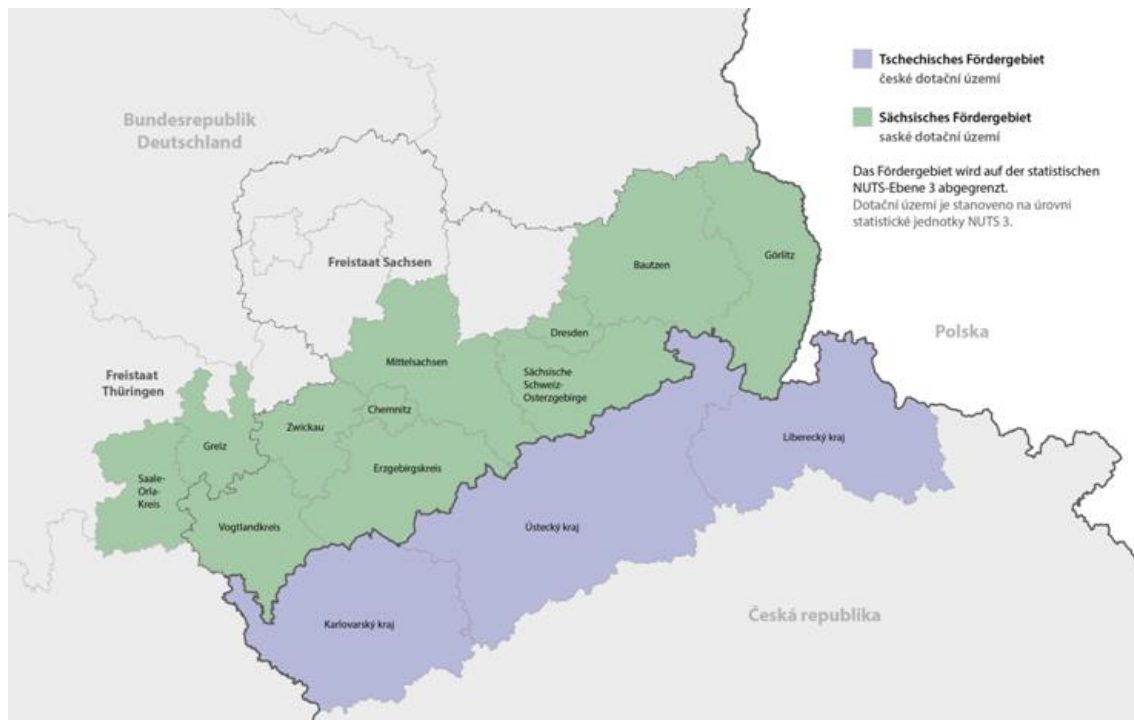 Tschechisches Fördergebiet
české dotační území
Sächsisches Fördergebiet
saské dotační území
Das Fördergebiet wird auf der statistischen
NUTS-Ebene 3 abgegrenzt.
Dotační území je stanoveno na úrovni
statistické jednotky NUTS 3.
Bundesrepublik
Deutschland
Freistaat Sachsen
Bautzen
Görlitz
Polska
Dresden
Mittelsachsen
Sächsische
Schweiz-
Osterzgebirge
Freistaat
Thüringen
Chemnitz
Zwickau
Greiz
Liberecký kraj
Erzgebirgskreis
Saale-
Orla-
Kreis
Vogtlandkreis
Ústecký kraj
Česká republika
Karlovarský kraj